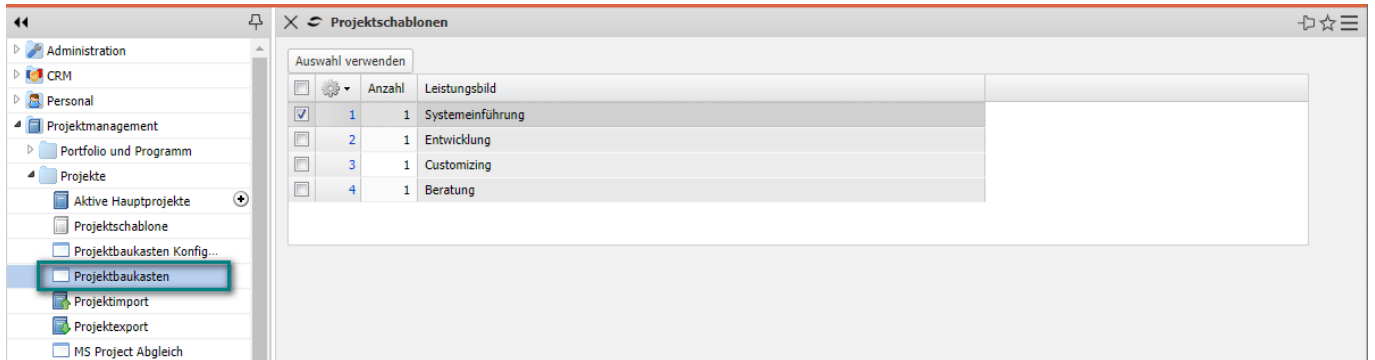 Projektschablonen
Administration
CRM
Personal
Projektmanagement
Portfolio und Programm
Projekte
Aktive Hauptprojekte
Projektschablone
Projektbaukasten Konfig...
Projektbaukasten
Projektimport
Projektexport
MS Project Abgleich
Auswahl verwenden
Anzahl Leistungsbild
1 1 Systemeinführung
2 1 Entwicklung
3 1 Customizing
4 1 Beratung